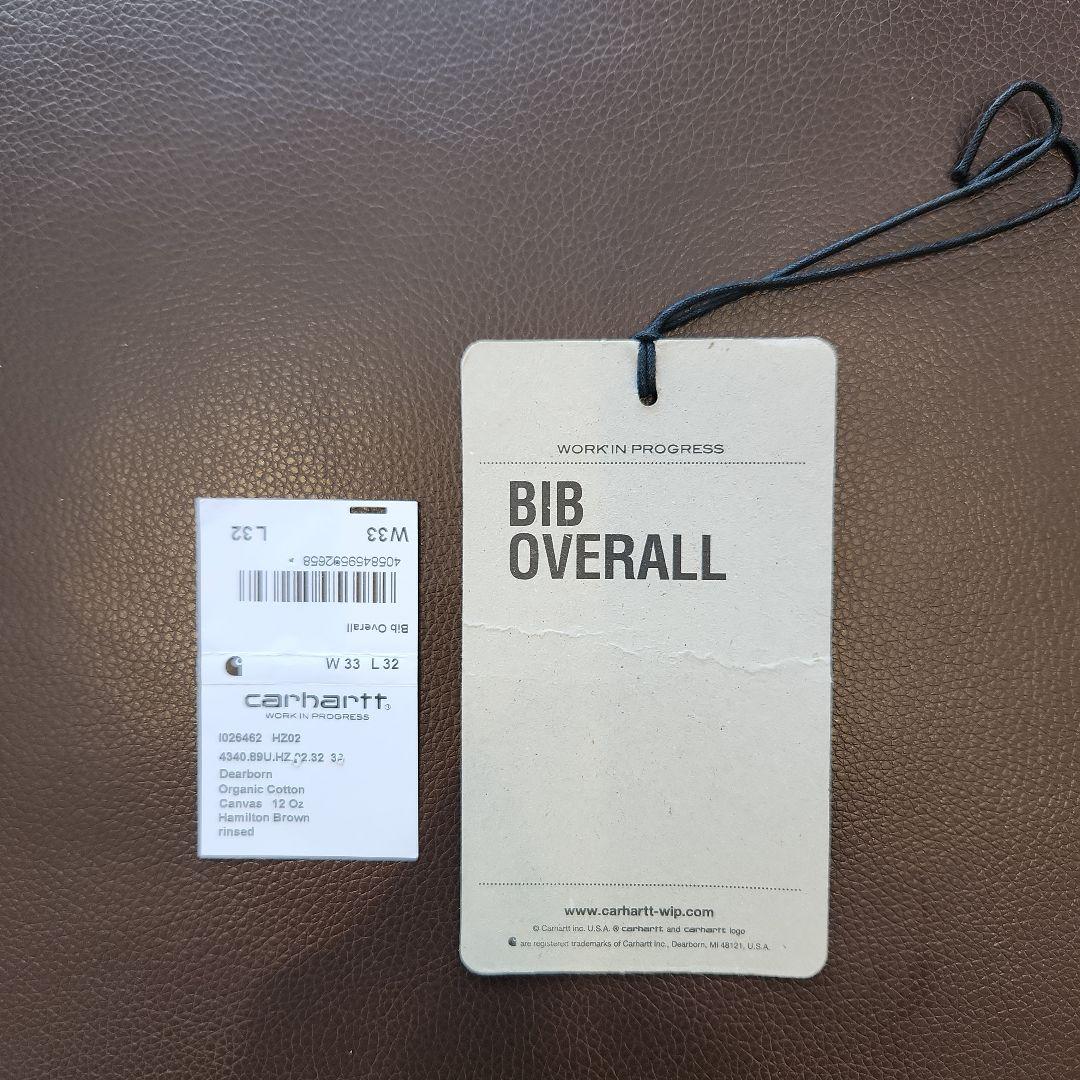 W33 L32
4058459592658
Bib Overall
W 33 L 32
carhartt®
WORK IN PROGRESS
I026462 HZ02
Dearborn
Organic Cotton
Canvas 12 Oz
Hamilton Brown
rinsed
WORK IN PROGRESS
BIB
OVERALL
www.carhartt-wip.com
© Carhartt Inc. U.S.A. ® carhartt and carhartt logo
are registered trademarks of Carhartt Inc., Dearborn, MI 48121, U.S.A.